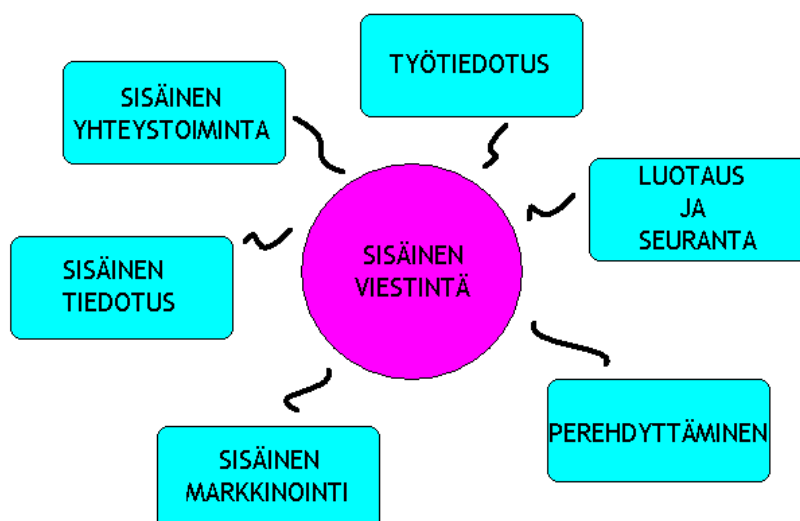 TYÖTIEDOTUS
SISÄINEN
YHTEYSTOIMINTA
LUOTAUS
JA
SEURANTA
SISÄINEN
VIESTINTÄ
SISÄINEN
TIEDOTUS
PEREHDYTTÄMINEN
SISÄINEN
MARKKINOINTI